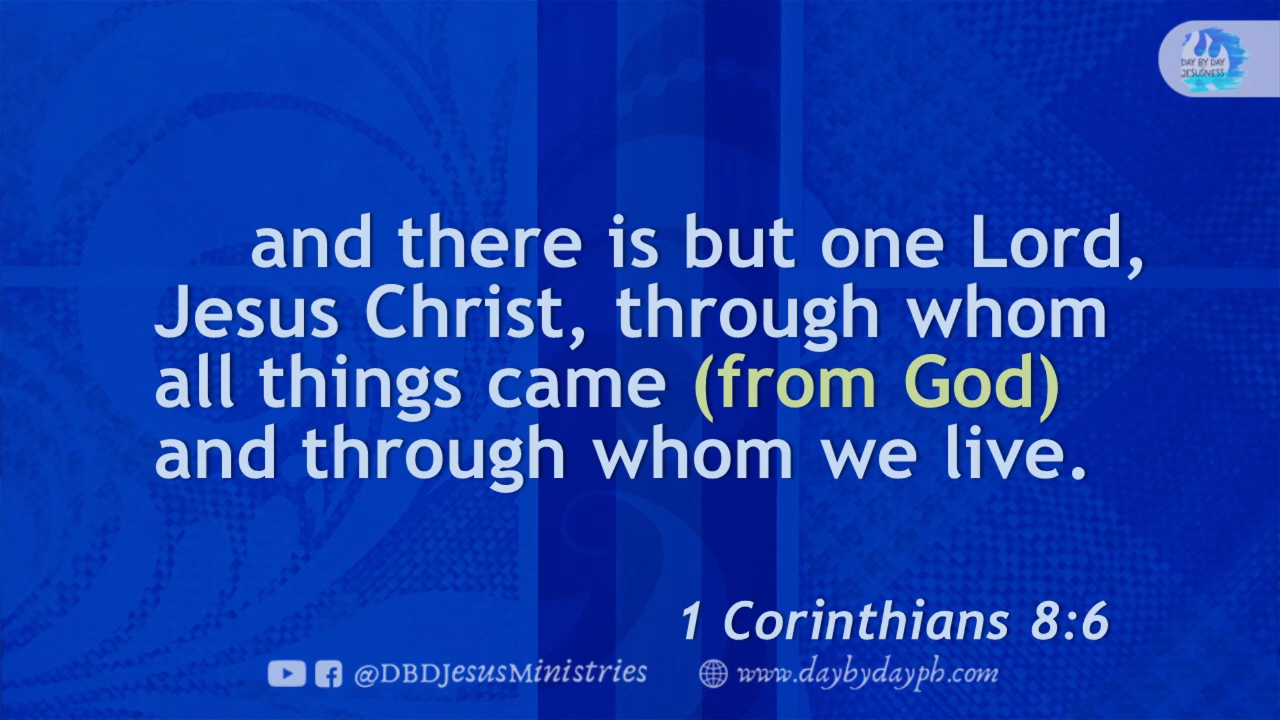 DAY BY DAY
JESUSNESS
and there is but one Lord,
Jesus Christ, through whom
all things came (from God)
and through whom we live.
1 Corinthians 8:6
@DBDJesusMinistries www.daybydayph.com